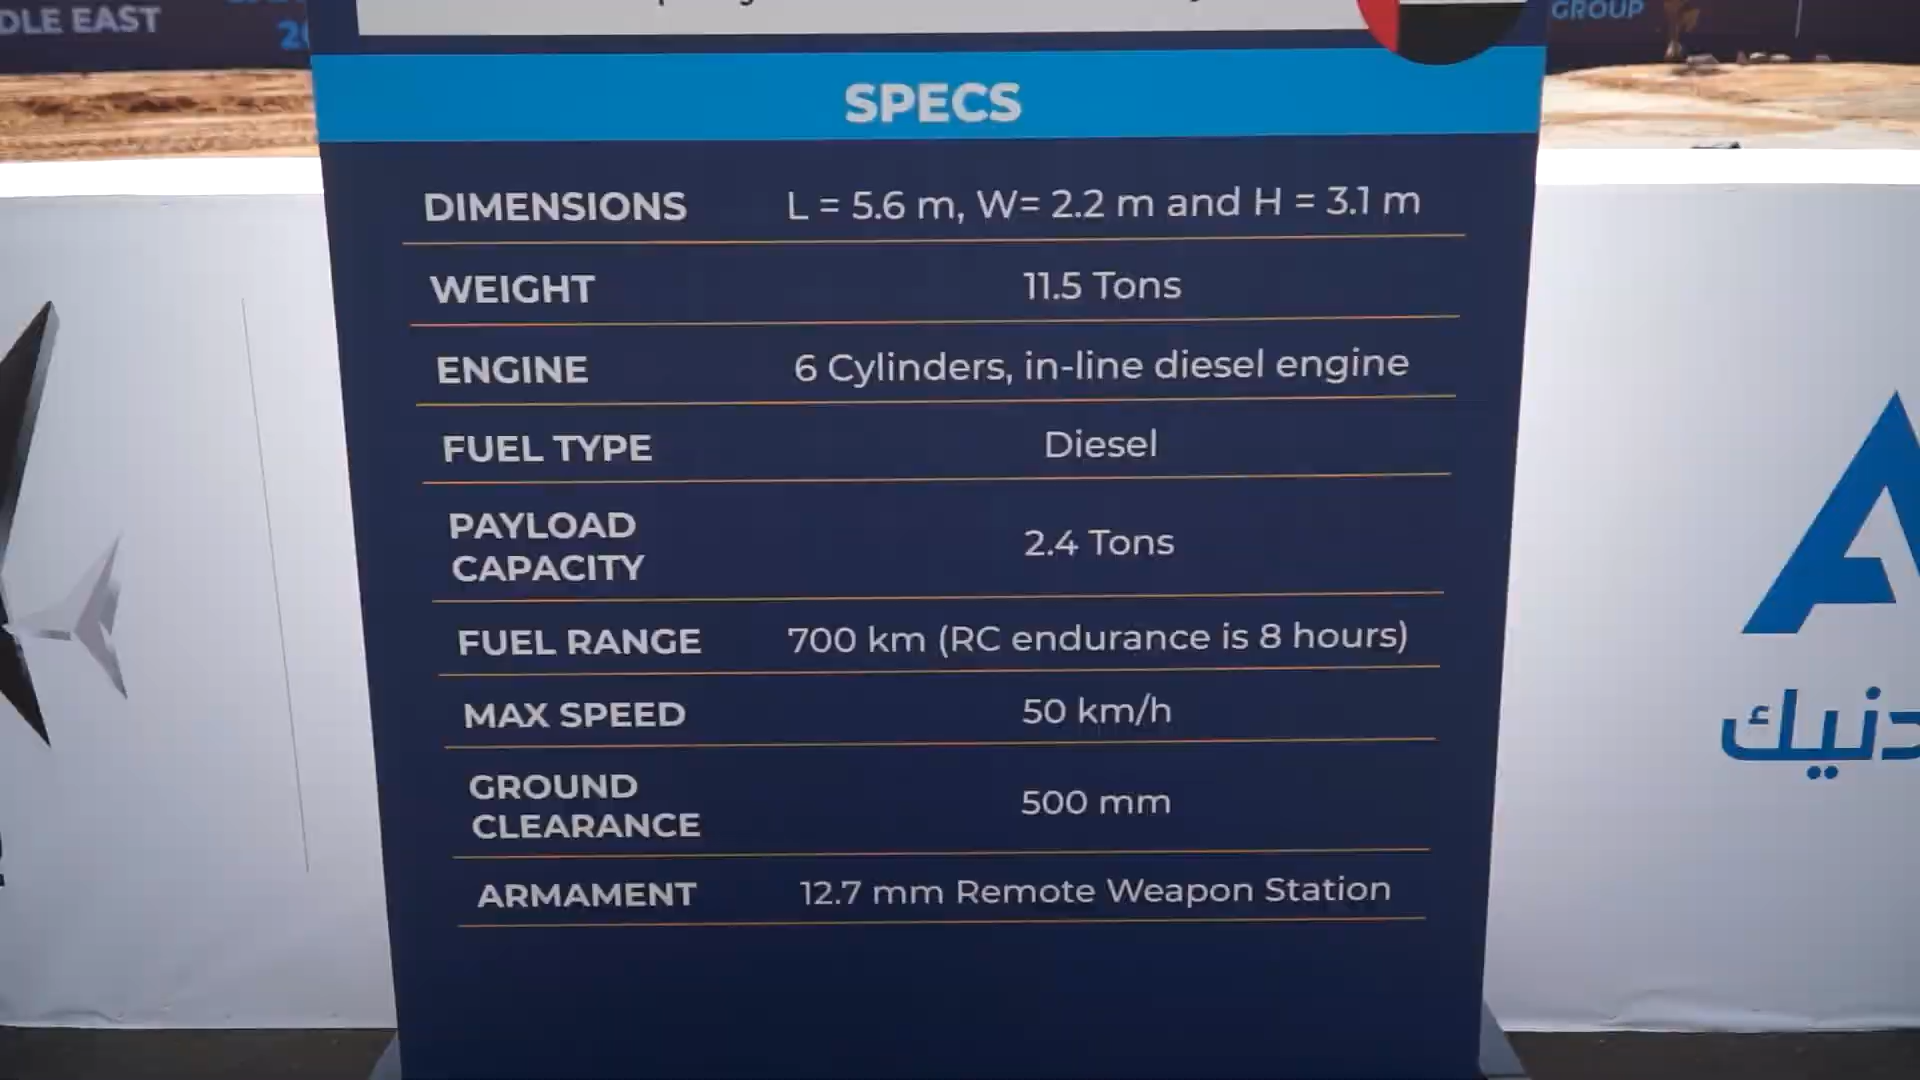 DLE EAST
GROUP
SPECS
DIMENSIONS L = 5.6 m, W= 2.2 m and H = 3.1 m
WEIGHT 11.5 Tons
ENGINE 6 Cylinders, in-line diesel engine
FUEL TYPE Diesel
PAYLOAD
CAPACITY
2.4 Tons
FUEL RANGE 700 km (RC endurance is 8 hours)
MAX SPEED 50 km/h
GROUND
CLEARANCE
500 mm
ARMAMENT 12.7 mm Remote Weapon Station
A
دنيك